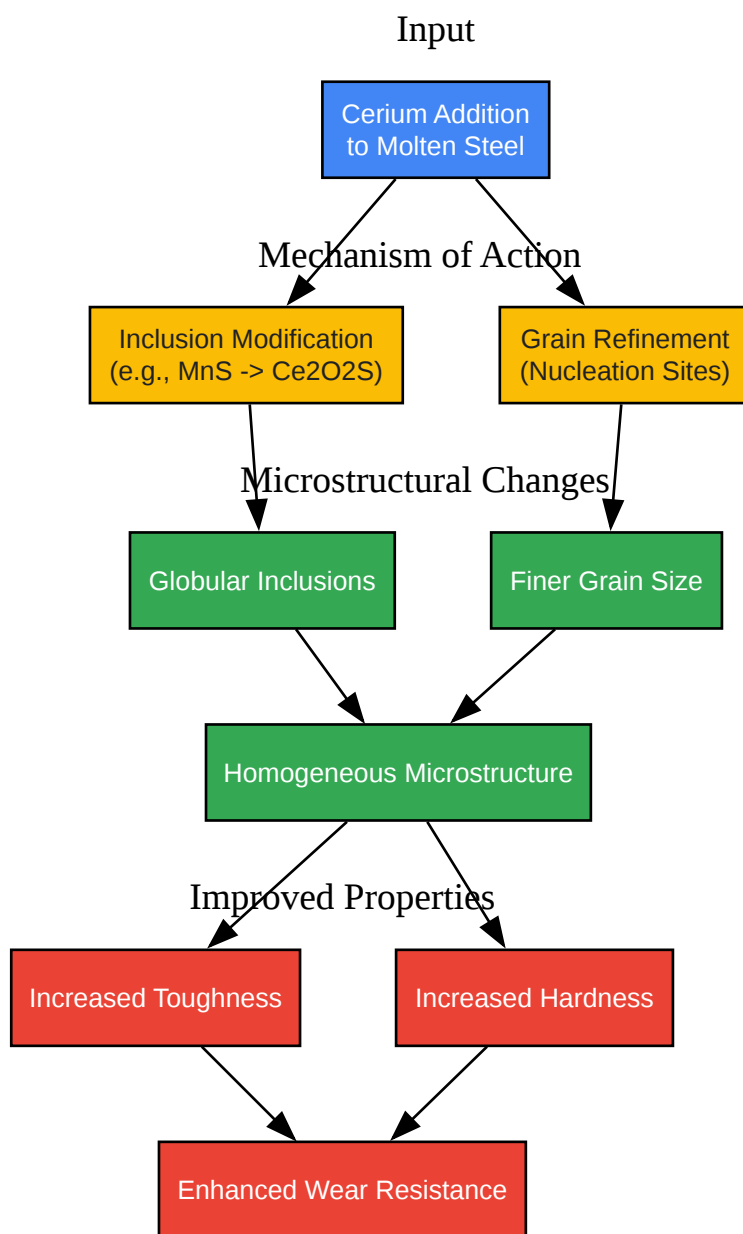 Input
Cerium Addition
to Molten Steel
Mechanism of Action
Inclusion Modification
(e.g., MnS -> Ce2O2S)
Grain Refinement
(Nucleation Sites)
Microstructural Changes
Globular Inclusions
Finer Grain Size
Homogeneous Microstructure
Improved Properties
Increased Toughness
Increased Hardness
Enhanced Wear Resistance